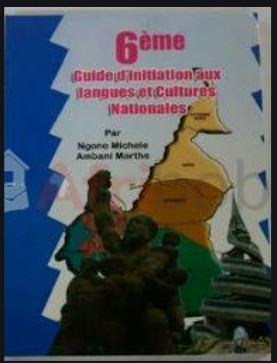 6ème
Guide d'Initiation aux
langues et Cultures
Nationales
Par
Ngono Michele
Ambani Marthe